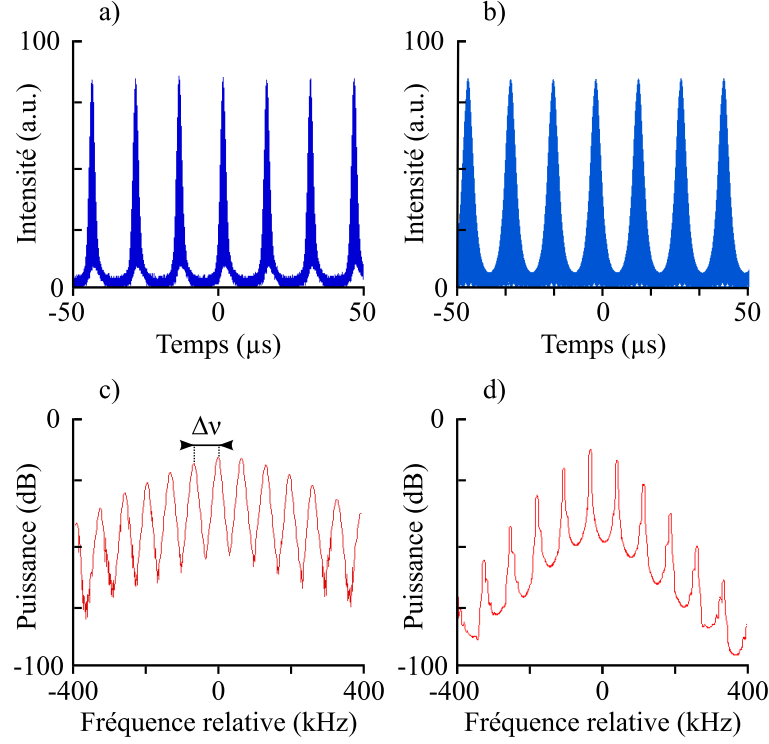 a)
b)
100
100
Intensité (a.u.)
Intensité (a.u.)
0
0
-50
0
50
-50
0
50
Temps (µs)
Temps (µs)
c)
d)
0
0
Δν
Puissance (dB)
Puissance (dB)
-100
-100
-400
0
400
-400
0
400
Fréquence relative (kHz)
Fréquence relative (kHz)